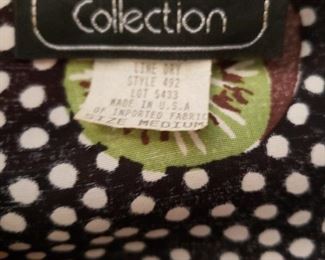 Collection
LINE DRY
STYLE 492
LOT 5433
MADE IN U.S.A
OF IMPORTED FABRIC
SIZE MEDIUM